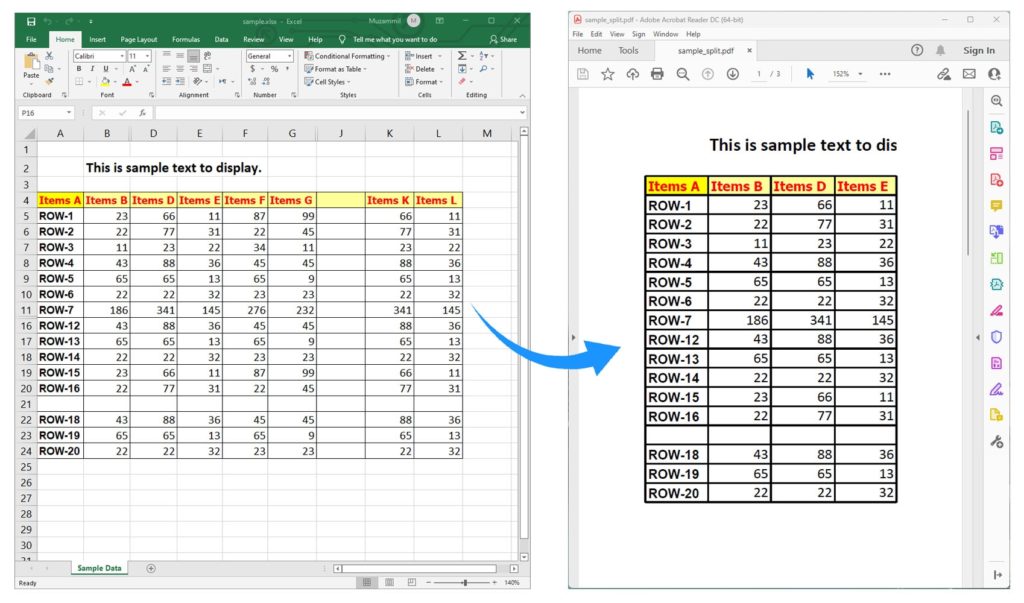 sample.xlsx - Excel
Muzammil M
File Home Insert Page Layout Formulas Data Review View Help Tell me what you want to do Share
Paste
Calibri 11
B I U
General
$ % ,
Conditional Formatting
Format as Table
Cell Styles
Insert
Delete
Format
Clipboard Font Alignment Number Styles Cells Editing
P16 fx
A B D E F G J K L M
1
2 This is sample text to display.
3
4 Items A Items B Items D Items E Items F Items G Items K Items L
5 ROW-1 23 66 11 87 99 66 11
6 ROW-2 22 77 31 22 45 77 31
7 ROW-3 11 23 22 34 11 23 22
8 ROW-4 43 88 36 45 45 88 36
9 ROW-5 65 65 13 65 9 65 13
10 ROW-6 22 22 32 23 23 22 32
11 ROW-7 186 341 145 276 232 341 145
16 ROW-12 43 88 36 45 45 88 36
17 ROW-13 65 65 13 65 9 65 13
18 ROW-14 22 22 32 23 23 22 32
19 ROW-15 23 66 11 87 99 66 11
20 ROW-16 22 77 31 22 45 77 31
21
22 ROW-18 43 88 36 45 45 88 36
23 ROW-19 65 65 13 65 9 65 13
24 ROW-20 22 22 32 23 23 22 32
25
26
27
28
29
30
31
Sample Data
Ready 140%
sample_split.pdf - Adobe Acrobat Reader DC (64-bit)
File Edit View Sign Window Help
Home Tools sample_split.pdf × Sign In
1 / 3 152%
This is sample text to dis
Items A Items B Items D Items E
ROW-1 23 66 11
ROW-2 22 77 31
ROW-3 11 23 22
ROW-4 43 88 36
ROW-5 65 65 13
ROW-6 22 22 32
ROW-7 186 341 145
ROW-12 43 88 36
ROW-13 65 65 13
ROW-14 22 22 32
ROW-15 23 66 11
ROW-16 22 77 31
ROW-18 43 88 36
ROW-19 65 65 13
ROW-20 22 22 32